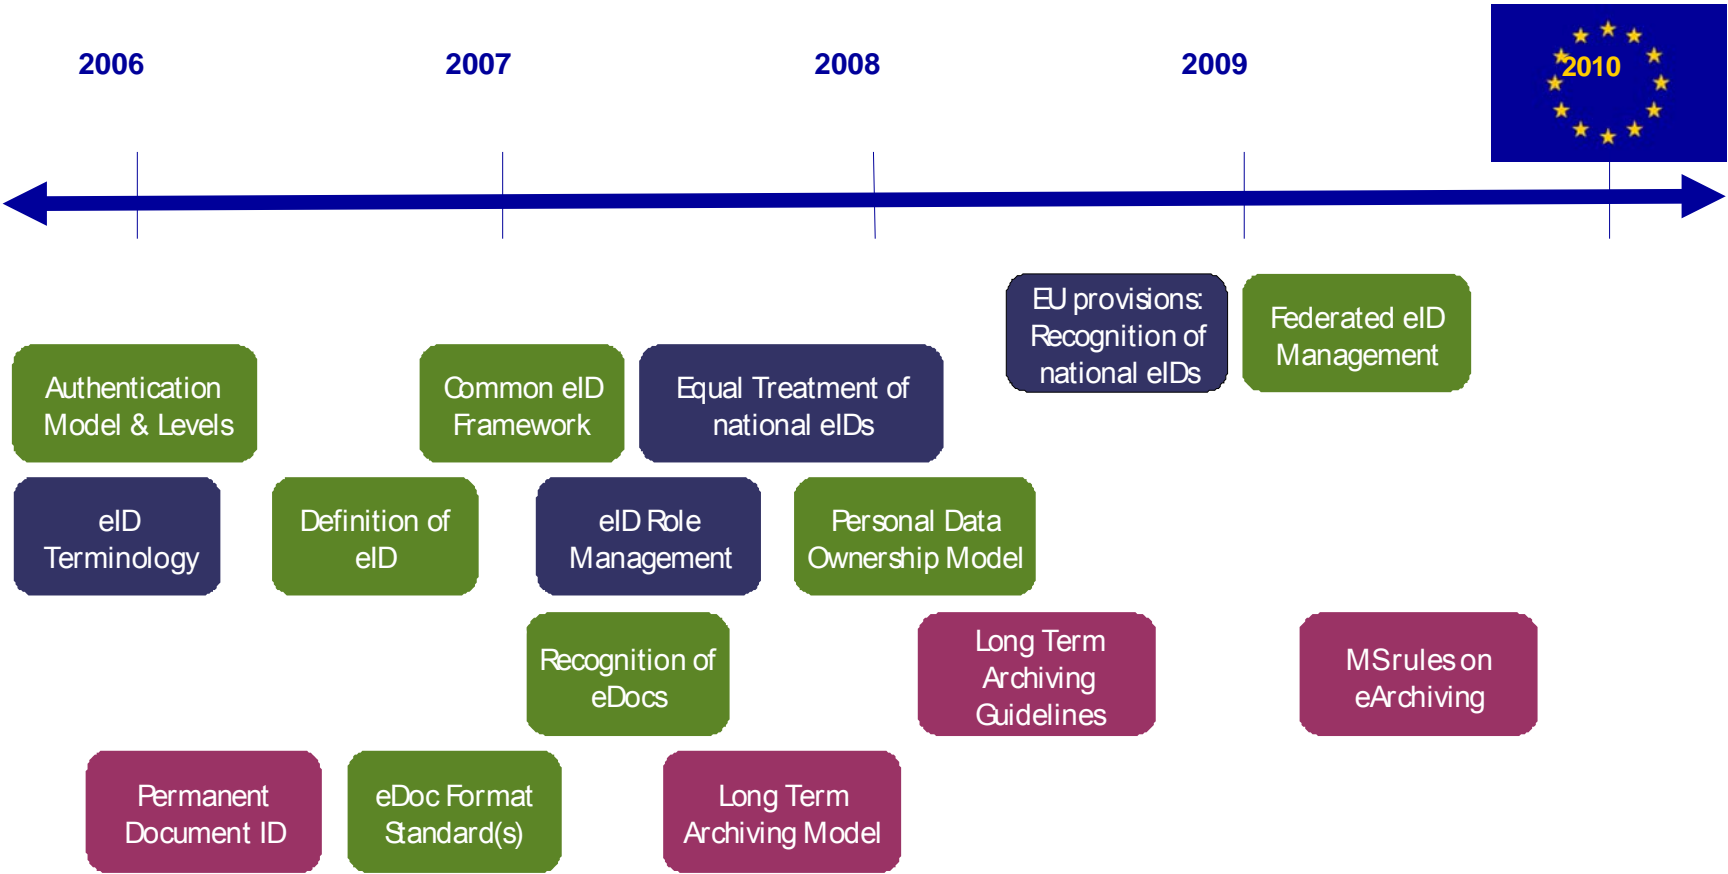 2006
2007
2008
2009
2010
EU provisions:
Recognition of
national eIDs
Federated eID
Management
Authentication
Model & Levels
Common eID
Framework
Equal Treatment of
national eIDs
eID
Terminology
Definition of
eID
eID Role
Management
Personal Data
Ownership Model
Recognition of
eDocs
Long Term
Archiving
Guidelines
MS rules on
eArchiving
Permanent
Document ID
eDoc Format
Standard(s)
Long Term
Archiving Model